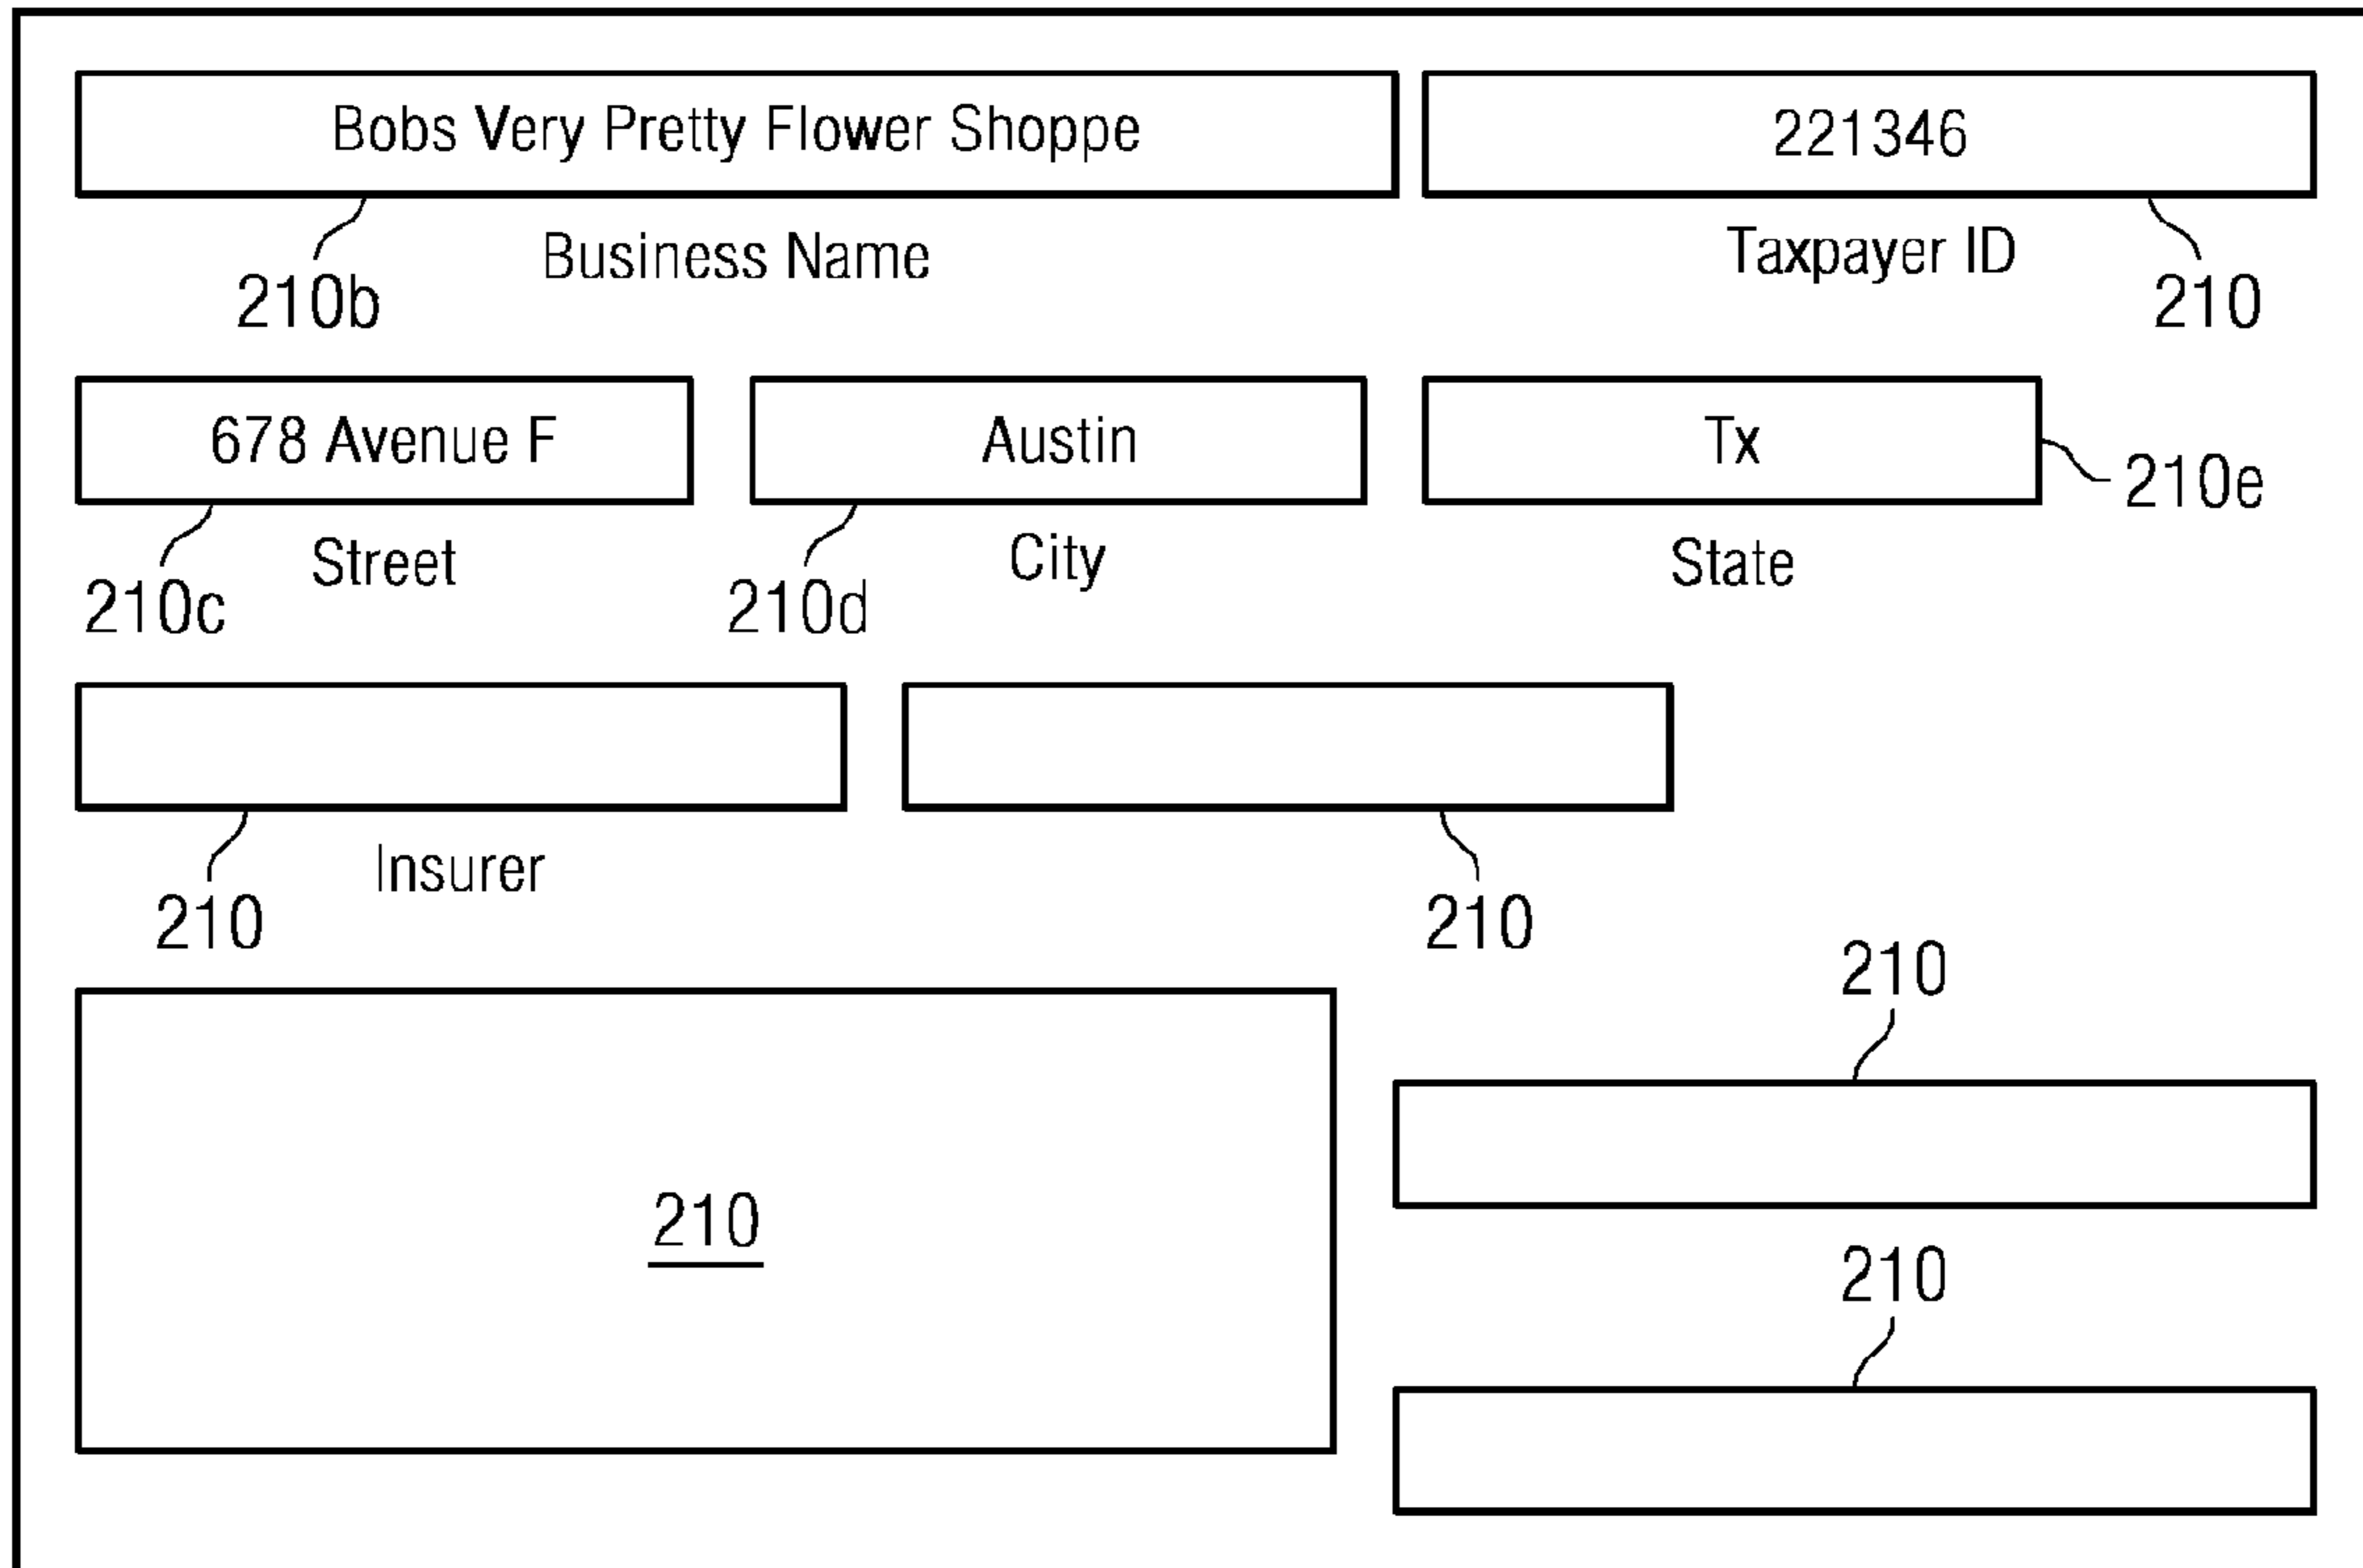 Bobs Very Pretty Flower Shoppe 221346
Business Name Taxpayer ID
210b 210
678 Avenue F Austin Tx
210e
Street City State
210c 210d
Insurer
210 210
210
210
210